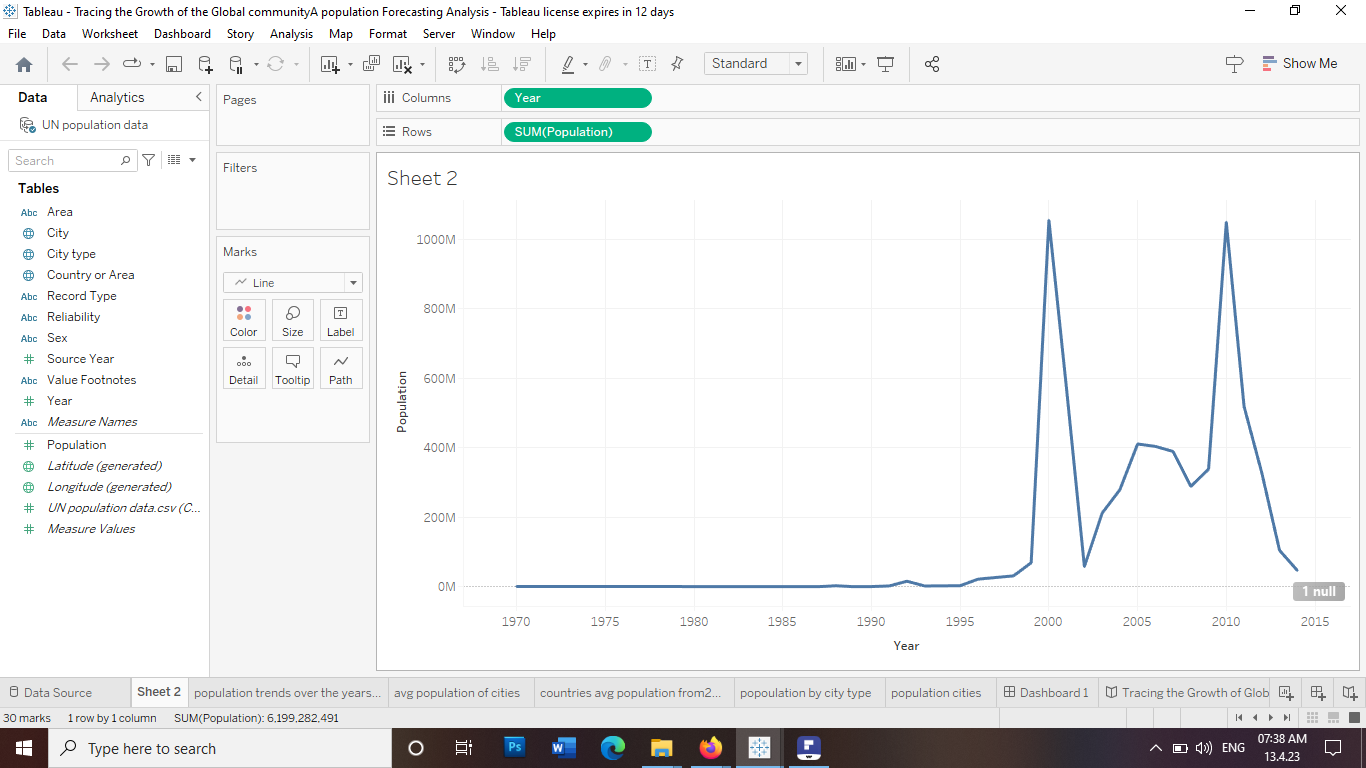 Tableau - Tracing the Growth of the Global communityA population Forecasting Analysis - Tableau license expires in 12 days
File Data Worksheet Dashboard Story Analysis Map Format Server Window Help
Standard
Show Me
Data Analytics
UN population data
Search
Tables
Abc Area
City
City type
Country or Area
Abc Record Type
Abc Reliability
Abc Sex
Source Year
Abc Value Footnotes
Year
Abc Measure Names
Population
Latitude (generated)
Longitude (generated)
UN population data.csv (C...
Measure Values
Pages
Filters
Marks
Line
Color Size Label
Detail Tooltip Path
Columns Year
Rows SUM(Population)
Sheet 2
Population
1000M
800M
600M
400M
200M
0M
1 null
1970 1975 1980 1985 1990 1995 2000 2005 2010 2015
Year
Data Source Sheet 2 population trends over the years... avg population of cities countries avg population from2... popoulation by city type population cities Dashboard 1 Tracing the Growth of Glob
30 marks 1 row by 1 column SUM(Population): 6,199,282,491
Type here to search
Ps
W
ENG
07:38 AM
13.4.23